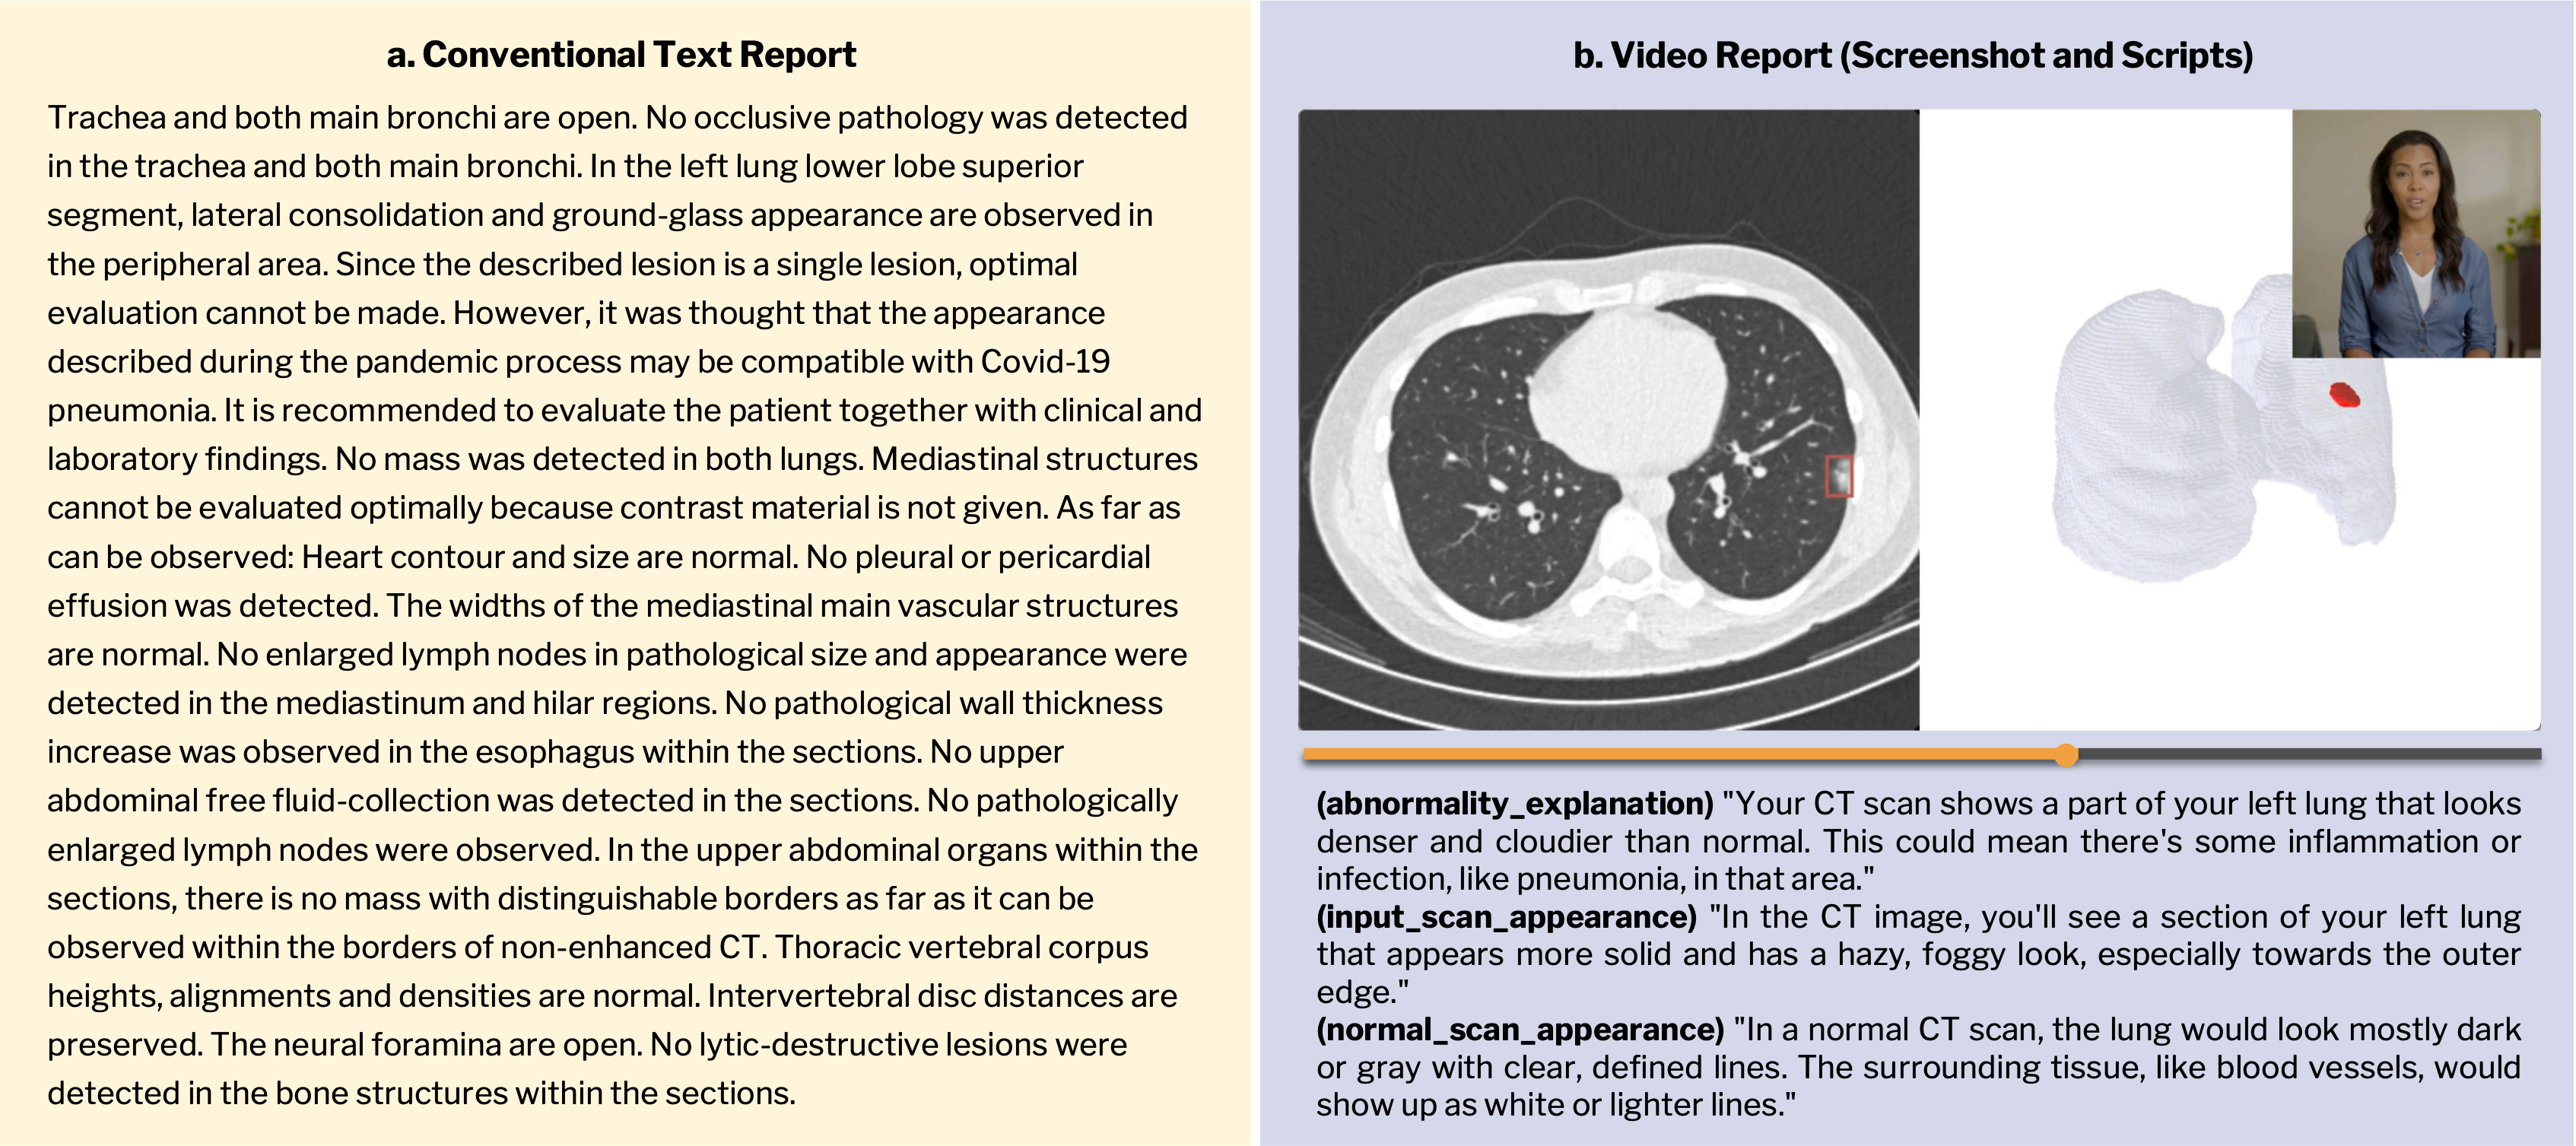 a. Conventional Text Report
Trachea and both main bronchi are open. No occlusive pathology was detected
in the trachea and both main bronchi. In the left lung lower lobe superior
segment, lateral consolidation and ground-glass appearance are observed in
the peripheral area. Since the described lesion is a single lesion, optimal
evaluation cannot be made. However, it was thought that the appearance
described during the pandemic process may be compatible with Covid-19
pneumonia. It is recommended to evaluate the patient together with clinical and
laboratory findings. No mass was detected in both lungs. Mediastinal structures
cannot be evaluated optimally because contrast material is not given. As far as
can be observed: Heart contour and size are normal. No pleural or pericardial
effusion was detected. The widths of the mediastinal main vascular structures
are normal. No enlarged lymph nodes in pathological size and appearance were
detected in the mediastinum and hilar regions. No pathological wall thickness
increase was observed in the esophagus within the sections. No upper
abdominal free fluid-collection was detected in the sections. No pathologically
enlarged lymph nodes were observed. In the upper abdominal organs within the
sections, there is no mass with distinguishable borders as far as it can be
observed within the borders of non-enhanced CT. Thoracic vertebral corpus
heights, alignments and densities are normal. Intervertebral disc distances are
preserved. The neural foramina are open. No lytic-destructive lesions were
detected in the bone structures within the sections.
b. Video Report (Screenshot and Scripts)
(abnormality_explanation) "Your CT scan shows a part of your left lung that looks
denser and cloudier than normal. This could mean there's some inflammation or
infection, like pneumonia, in that area."
(input_scan_appearance) "In the CT image, you'll see a section of your left lung
that appears more solid and has a hazy, foggy look, especially towards the outer
edge."
(normal_scan_appearance) "In a normal CT scan, the lung would look mostly dark
or gray with clear, defined lines. The surrounding tissue, like blood vessels, would
show up as white or lighter lines."